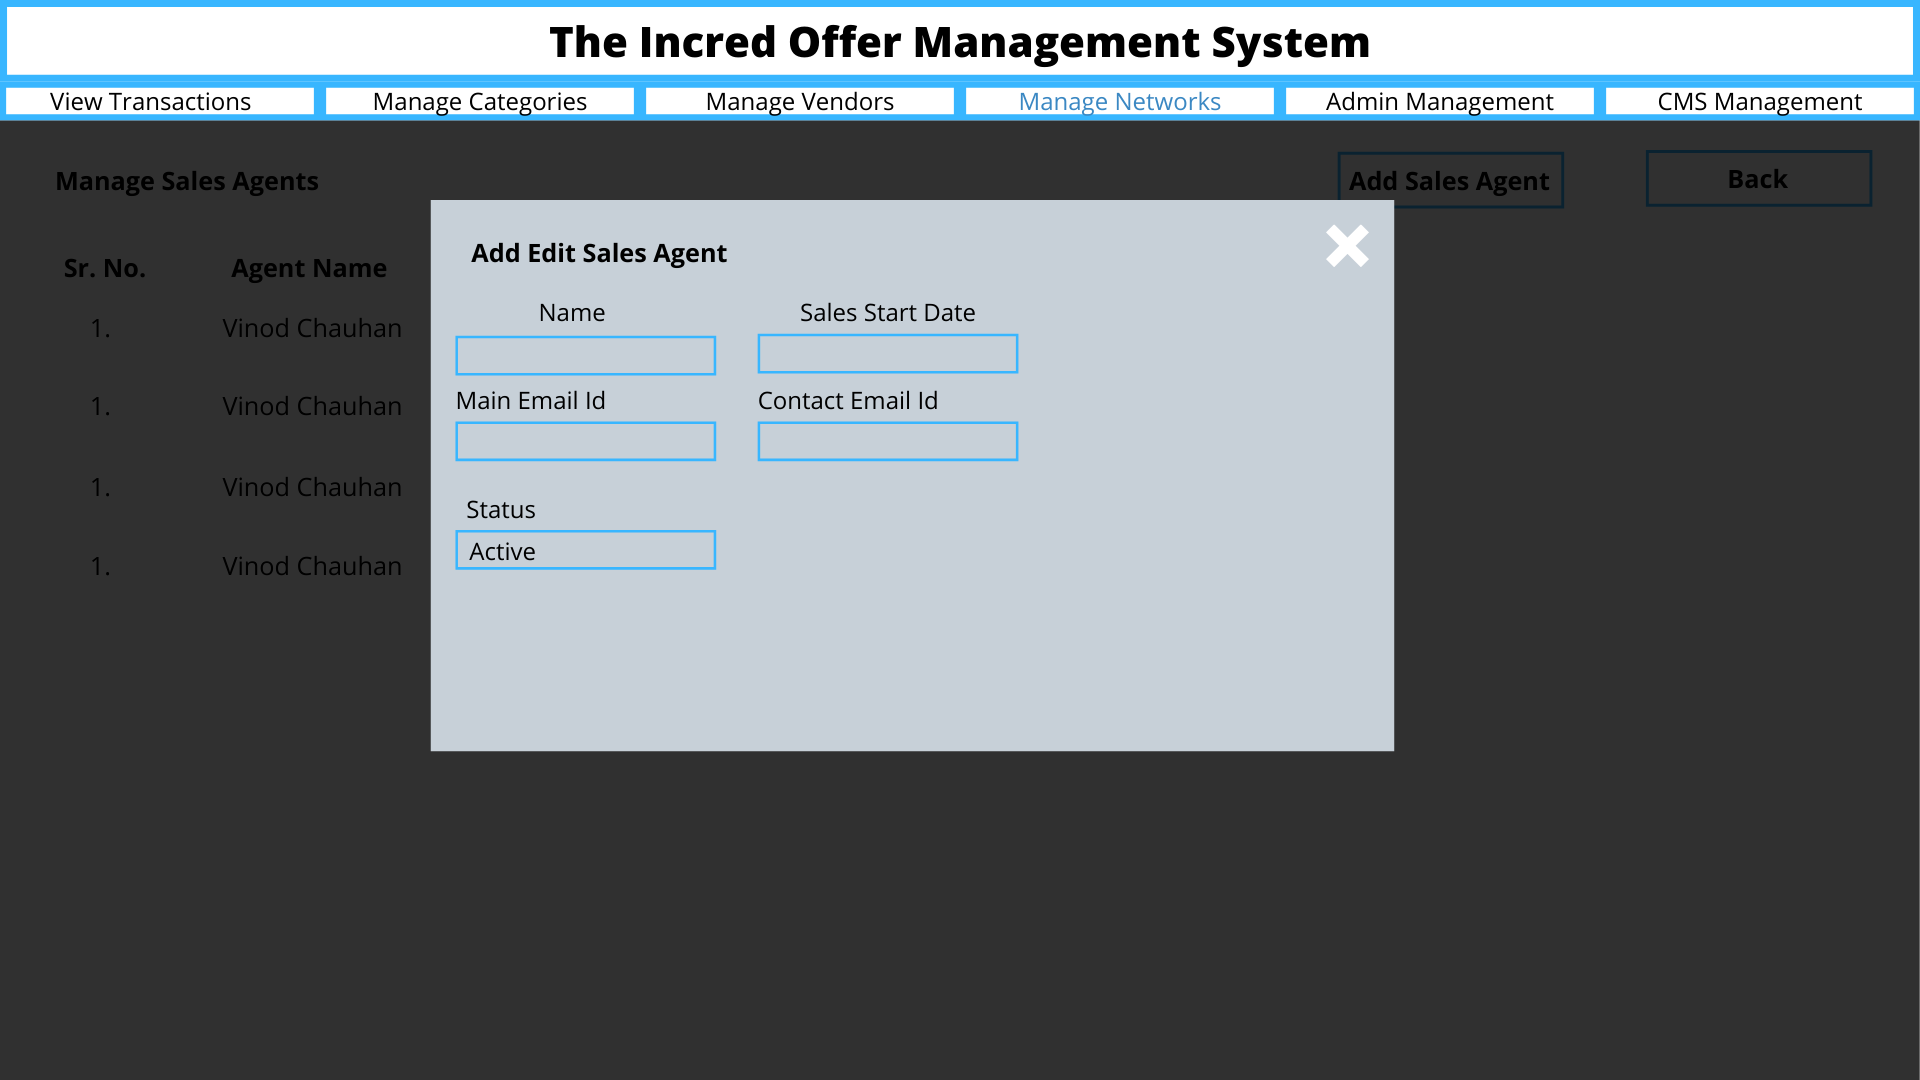 The Incred Offer Management System
View Transactions Manage Categories Manage Vendors Manage Networks Admin Management CMS Management
Manage Sales Agents Add Sales Agent Back
Add Edit Sales Agent
Sr. No. Agent Name
Name Sales Start Date
1. Vinod Chauhan
Main Email Id Contact Email Id
1. Vinod Chauhan
1. Vinod Chauhan
Status
Active
1. Vinod Chauhan